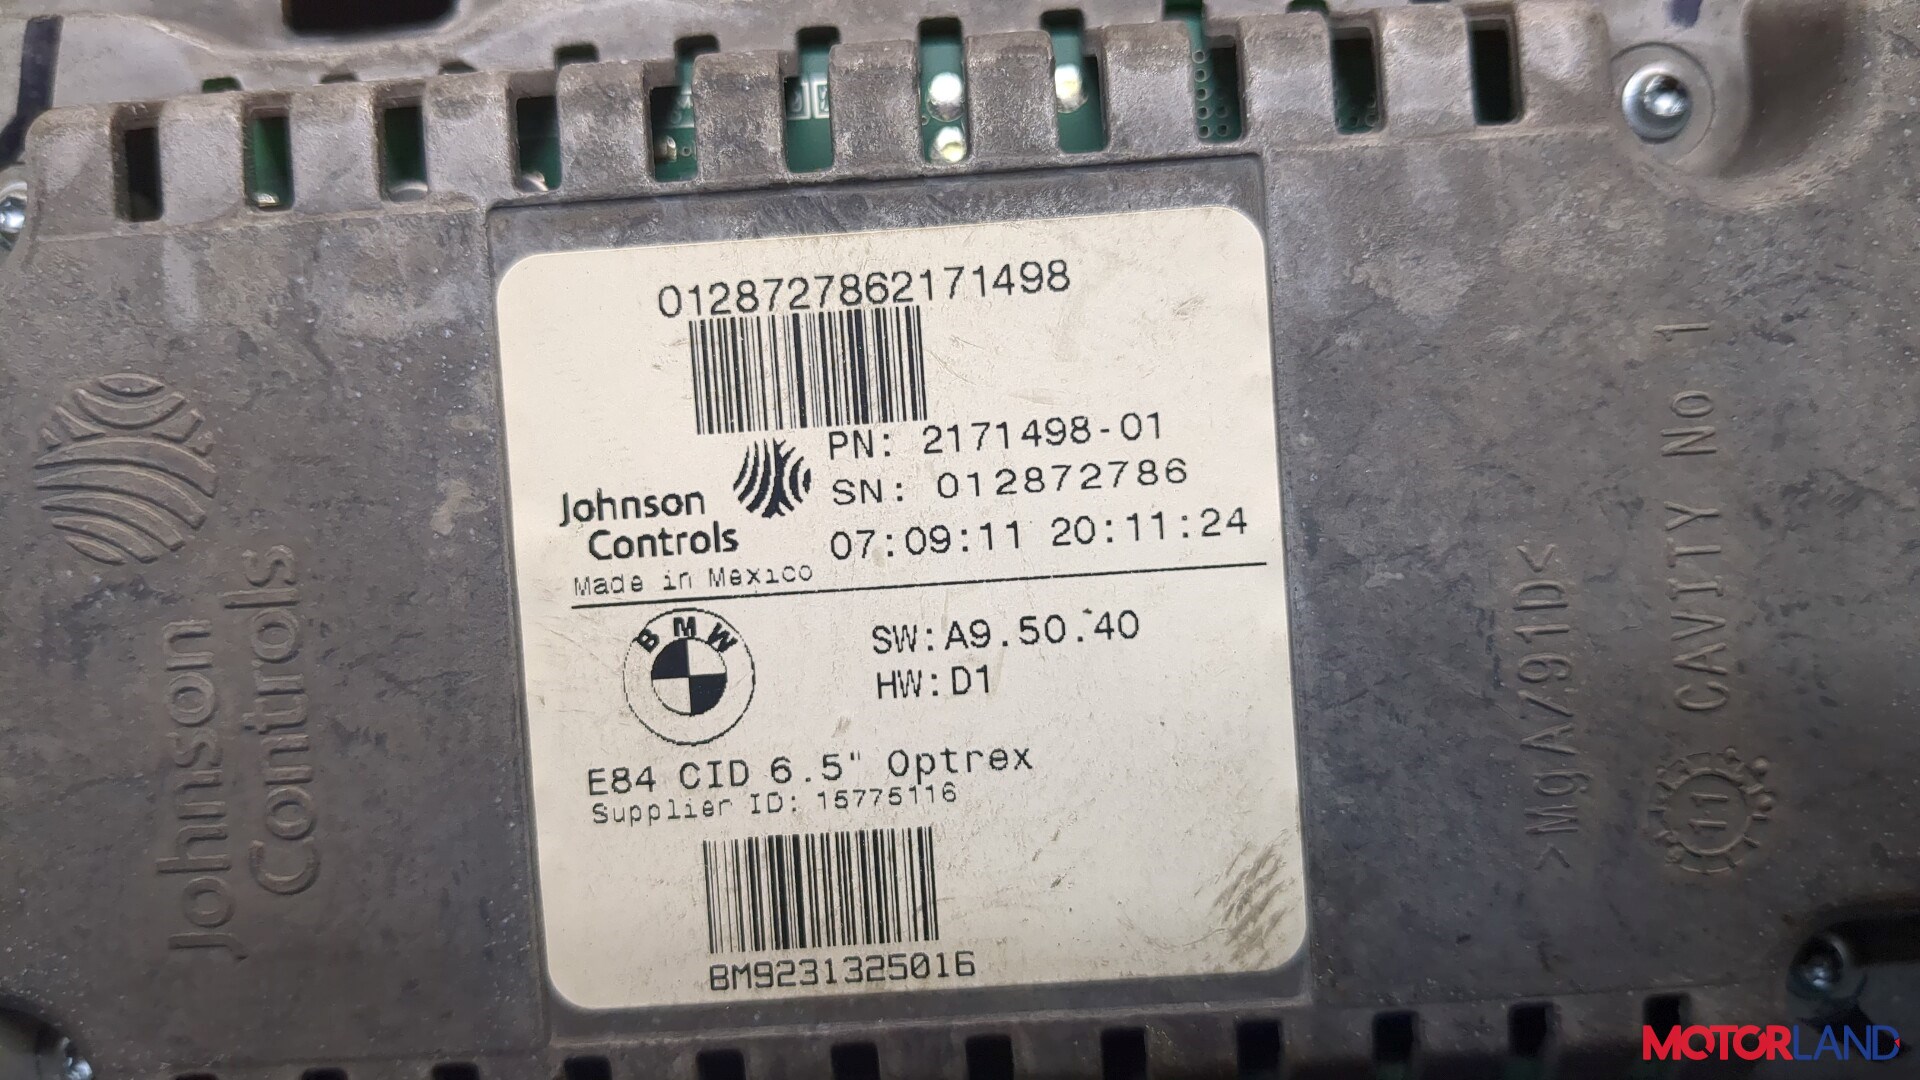 0128727862171498
PN: 2171498-01
SN: 012872786
Johnson
Controls
07:09:11 20:11:24
Made in Mexico
BMW
SW:A9.50.40
HW:D1
E84 CID 6.5" Optrex
Supplier ID: 15775116
BM9231325016
Johnson
Controls
>MgA/91D<
CAVITY No 1
11
MOTORLAND